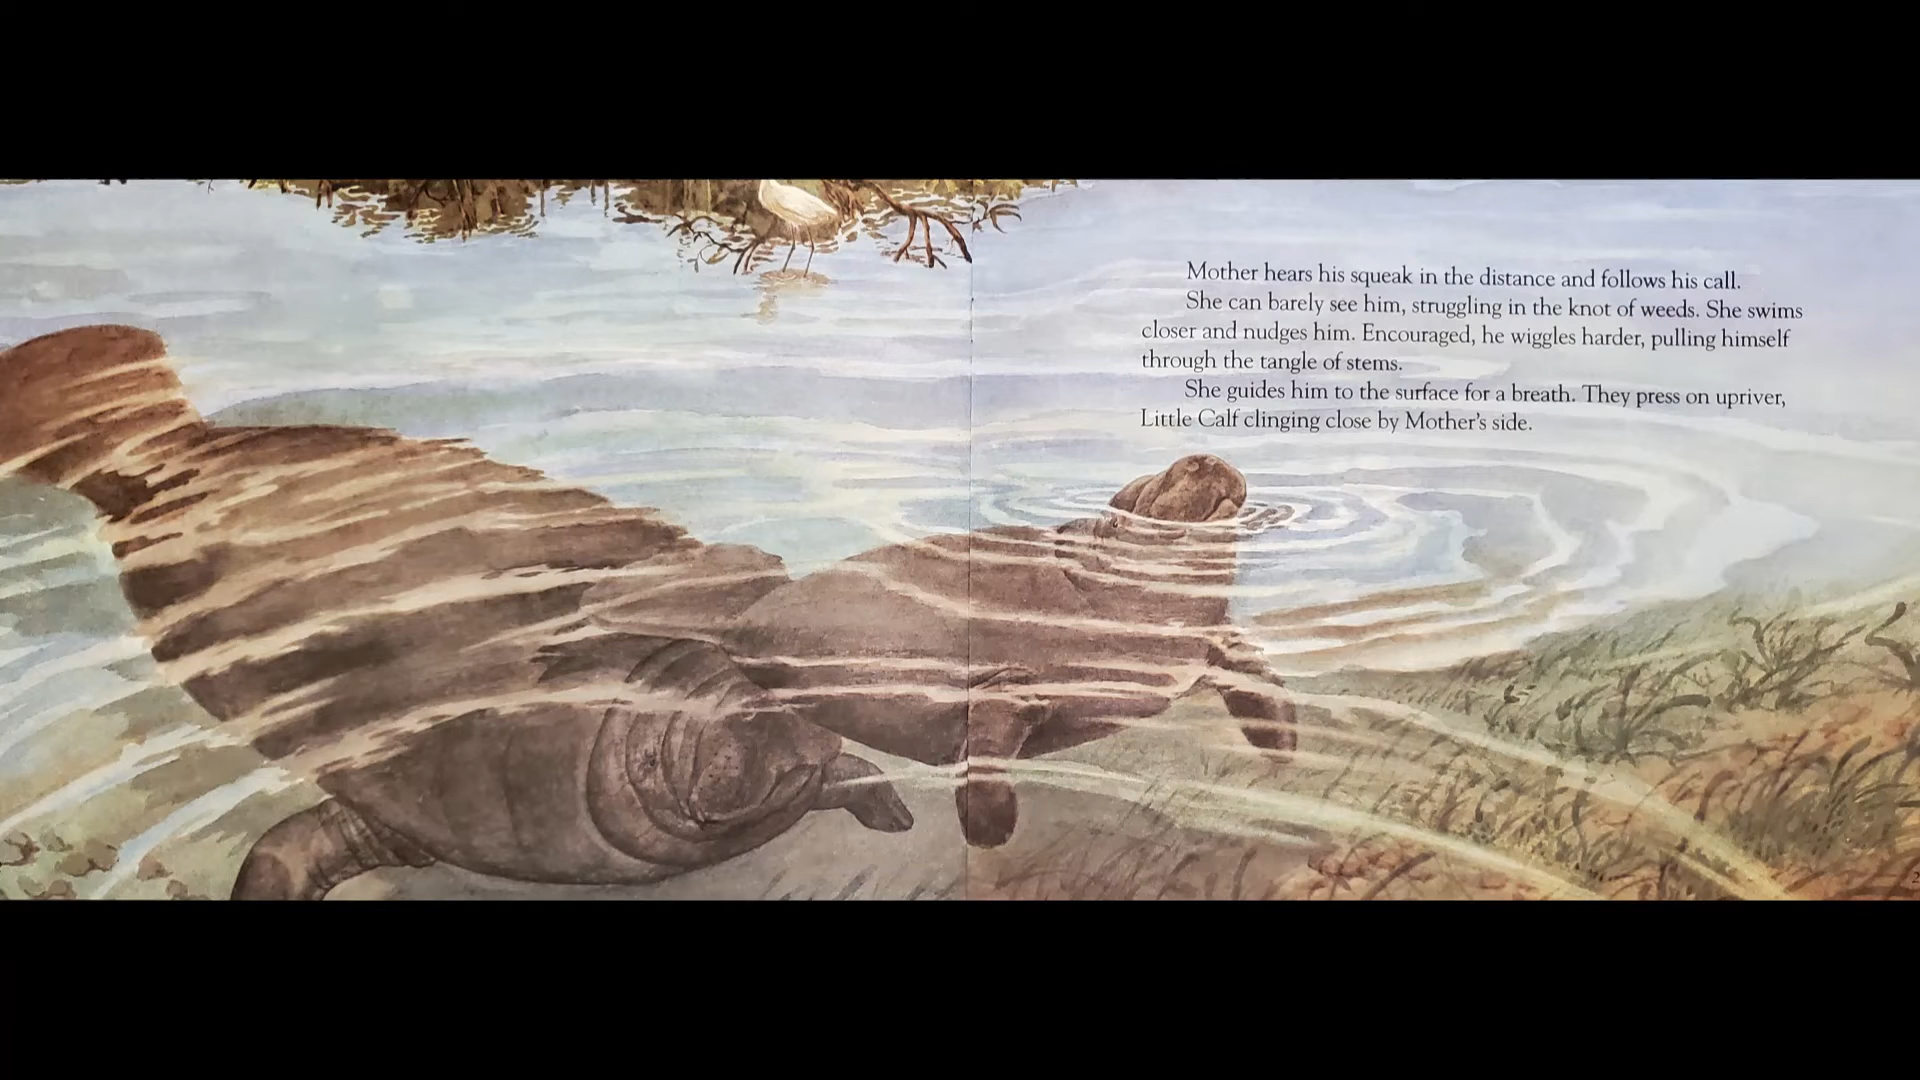 Mother hears his squeak in the distance and follows his call.
She can barely see him, struggling in the knot of weeds. She swims
closer and nudges him. Encouraged, he wiggles harder, pulling himself
through the tangle of stems.
She guides him to the surface for a breath. They press on upriver,
Little Calf clinging close by Mother's side.